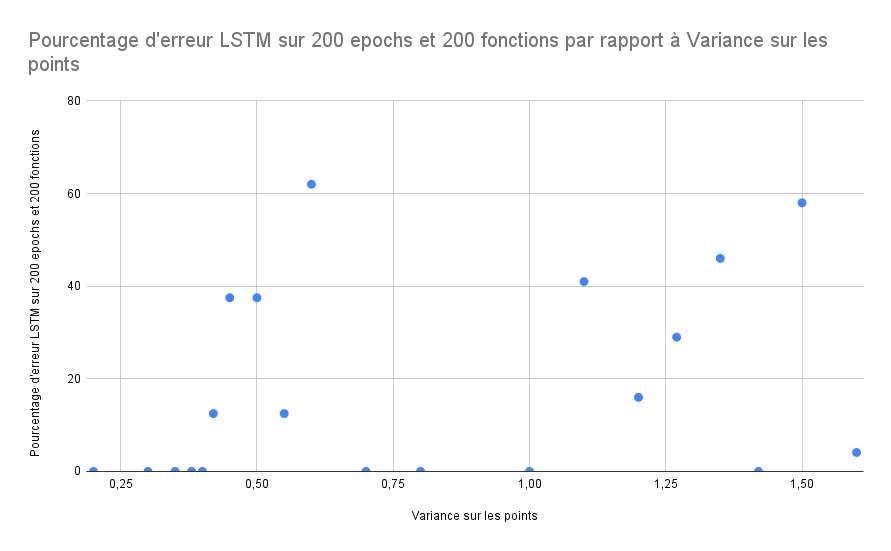 Pourcentage d'erreur LSTM sur 200 epochs et 200 fonctions par rapport à Variance sur les
points
Pourcentage d'erreur LSTM sur 200 epochs et 200 fonctions
80
60
40
20
0
0,25
0,50
0,75
1,00
1,25
1,50
Variance sur les points